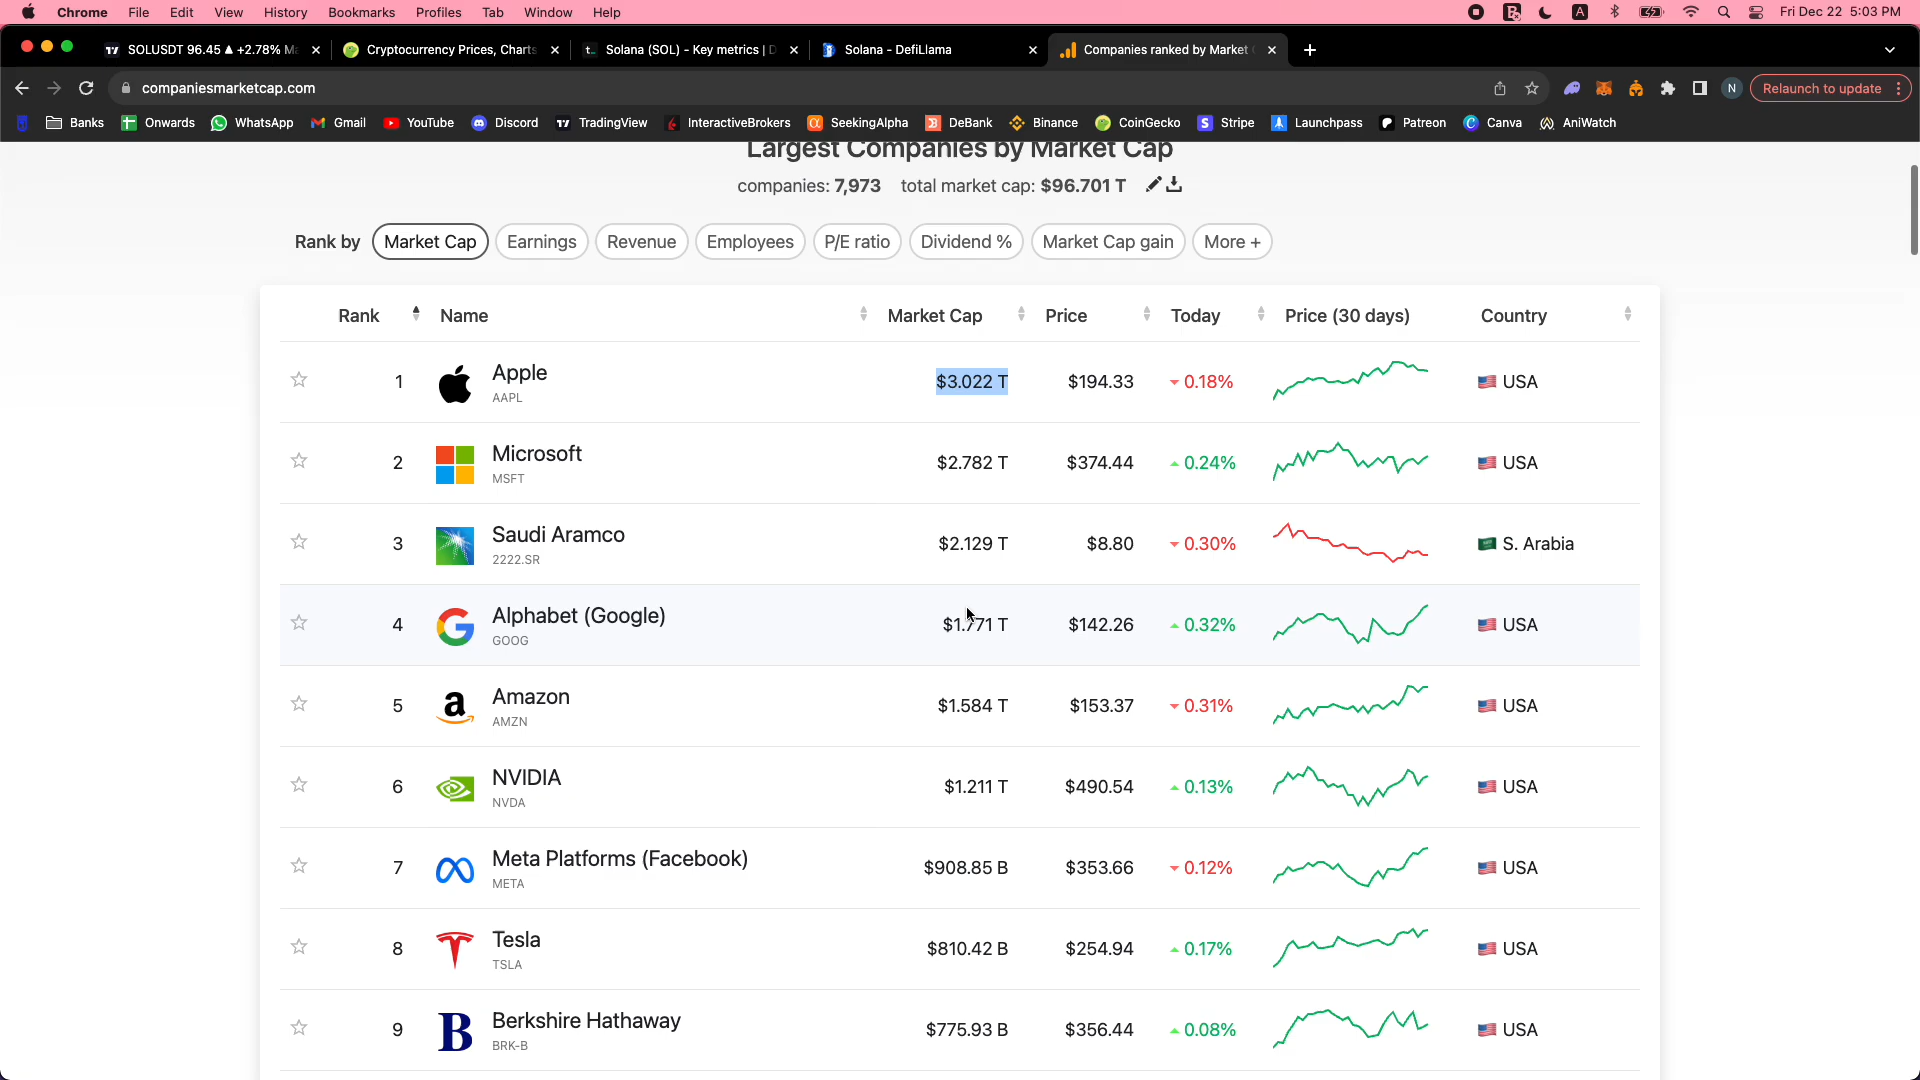 Chrome File Edit View History Bookmarks Profiles Tab Window Help A Fri Dec 22 5:03 PM
SOLUSDT 96.45 ▲ +2.78% Ma Cryptocurrency Prices, Charts Solana (SOL) - Key metrics | D Solana - DefiLlama Companies ranked by Market C
companiesmarketcap.com N Relaunch to update
Banks Onwards WhatsApp Gmail YouTube Discord TradingView InteractiveBrokers SeekingAlpha DeBank Binance CoinGecko Stripe Launchpass Patreon Canva AniWatch
Largest Companies by Market Cap
companies: 7,973 total market cap: $96.701 T
Rank by Market Cap Earnings Revenue Employees P/E ratio Dividend % Market Cap gain More +
Rank Name Market Cap Price Today Price (30 days) Country
1 Apple $3.022 T $194.33 0.18% USA
AAPL
2 Microsoft $2.782 T $374.44 0.24% USA
MSFT
3 Saudi Aramco $2.129 T $8.80 0.30% S. Arabia
2222.SR
4 Alphabet (Google) $1.771 T $142.26 0.32% USA
GOOG
5 Amazon $1.584 T $153.37 0.31% USA
AMZN
6 NVIDIA $1.211 T $490.54 0.13% USA
NVDA
7 Meta Platforms (Facebook) $908.85 B $353.66 0.12% USA
META
8 Tesla $810.42 B $254.94 0.17% USA
TSLA
9 Berkshire Hathaway $775.93 B $356.44 0.08% USA
BRK-B